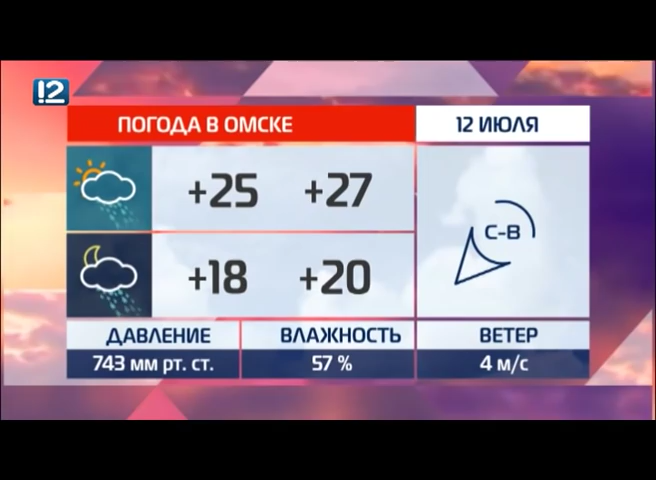 12
ПОГОДА В ОМСКЕ
12 ИЮЛЯ
+25 +27
С-В
+18 +20
ДАВЛЕНИЕ
ВЛАЖНОСТЬ
ВЕТЕР
743 мм рт. ст.
57 %
4 м/с